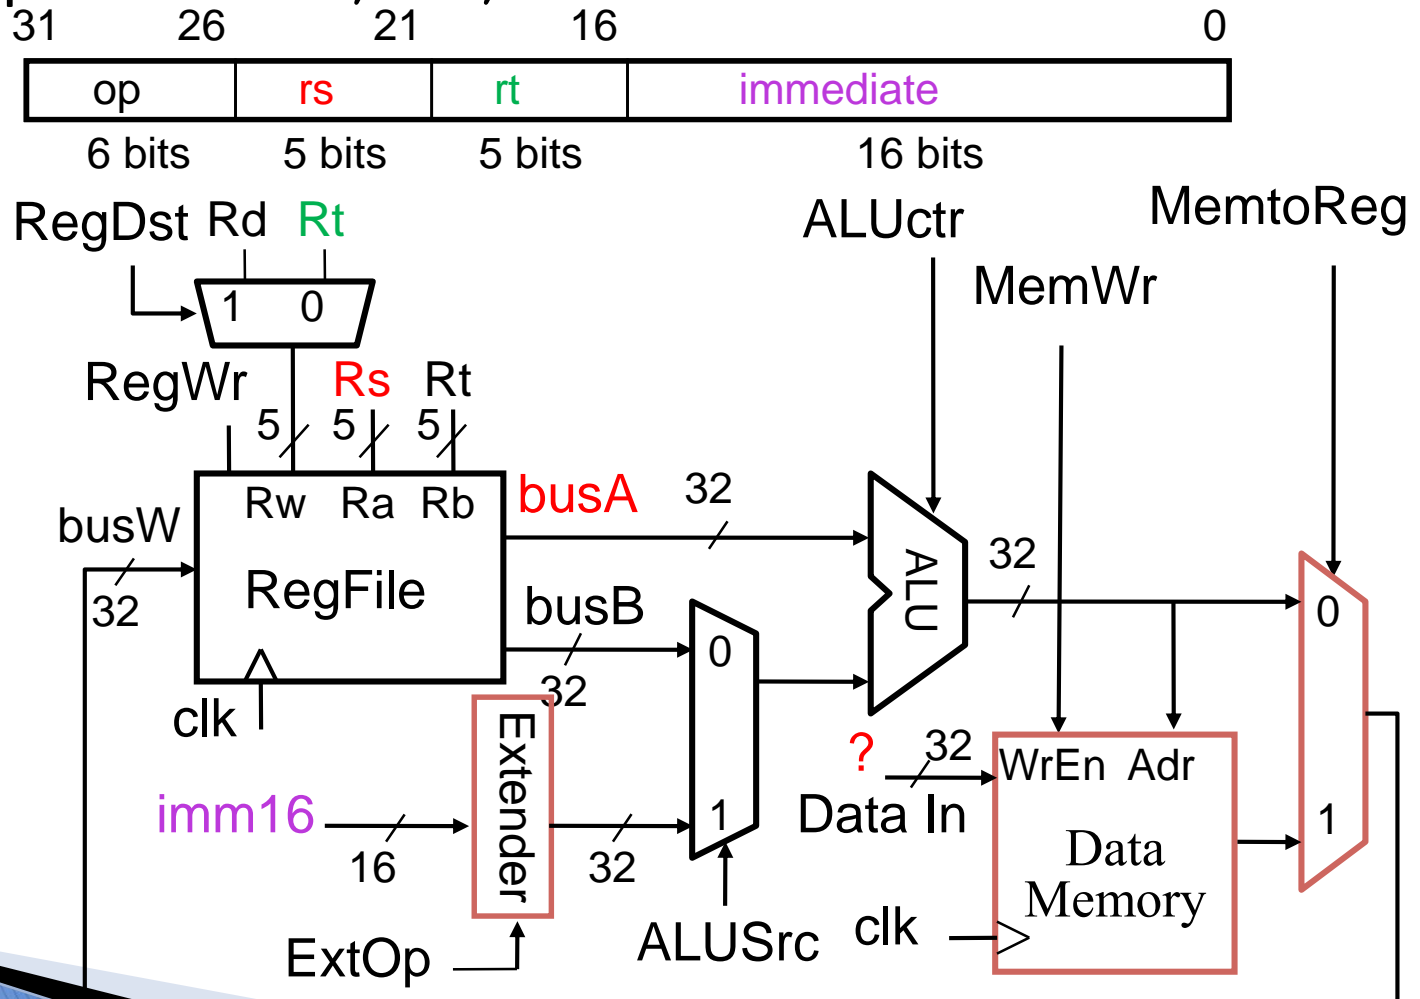 31 26 21 16 0
op rs rt immediate
6 bits 5 bits 5 bits 16 bits
RegDst Rd Rt ALUctr MemtoReg
MemWr
1 0
RegWr Rs Rt
5 5 5
Rw Ra Rb busA 32
busW
32
RegFile
ALU
32
busB
32
0
0
clk
Extender
? 32
WrEn Adr
imm16
16
32
1
Data In
1
Data
Memory
clk
ExtOp
ALUSrc